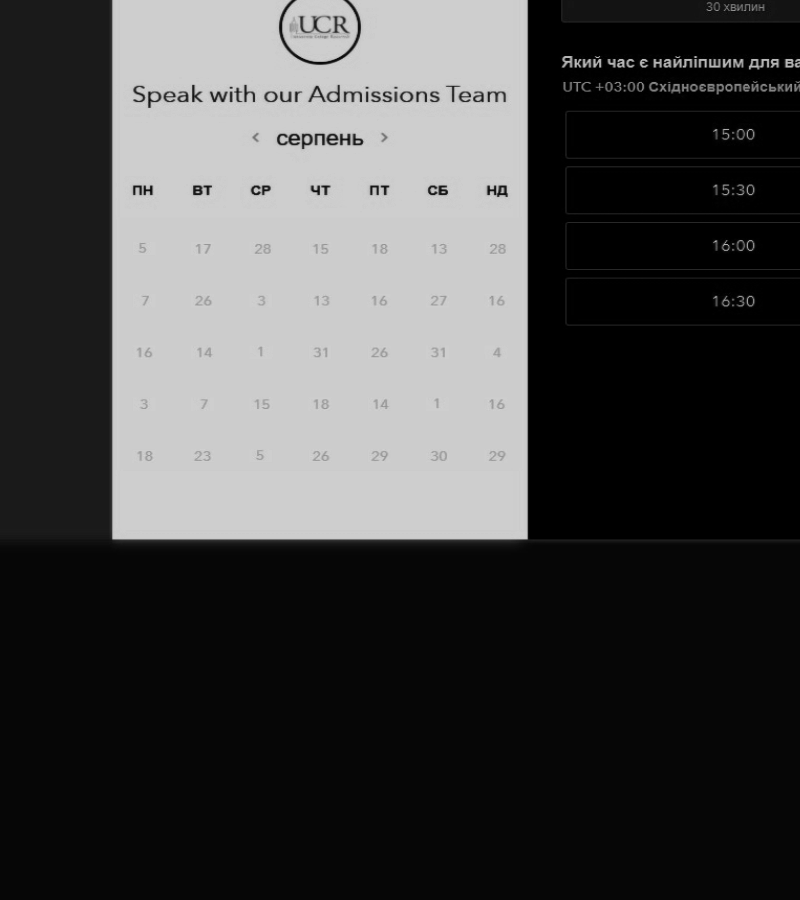 UCR
Speak with our Admissions Team
< серпень >
ПН ВТ СР ЧТ ПТ СБ НД
5 17 28 15 18 13 28
7 26 3 13 16 27 16
16 14 1 31 26 31 4
3 7 15 18 14 1 16
18 23 5 26 29 30 29
30 хвилин
Який час є найліпшим для ва
UTC +03:00 Східноєвропейський
15:00
15:30
16:00
16:30